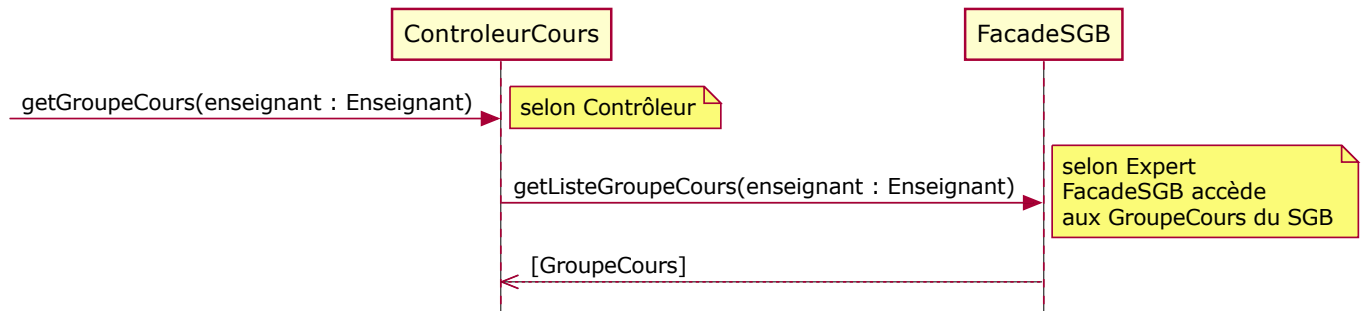 ControleurCours
FacadeSGB
getGroupeCours(enseignant : Enseignant)
selon Contrôleur
getListeGroupeCours(enseignant : Enseignant)
selon Expert
FacadeSGB accède
aux GroupeCours du SGB
[GroupeCours]